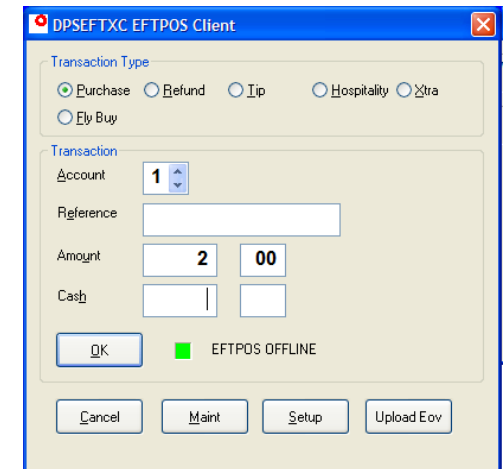 DPSEFTXC EFTPOS Client
Transaction Type
Purchase Refund Tip Hospitality Xtra
Fly Buy
Transaction
Account 1
Reference
Amount 2 00
Cash
OK EFTPOS OFFLINE
Cancel Maint Setup Upload Eov